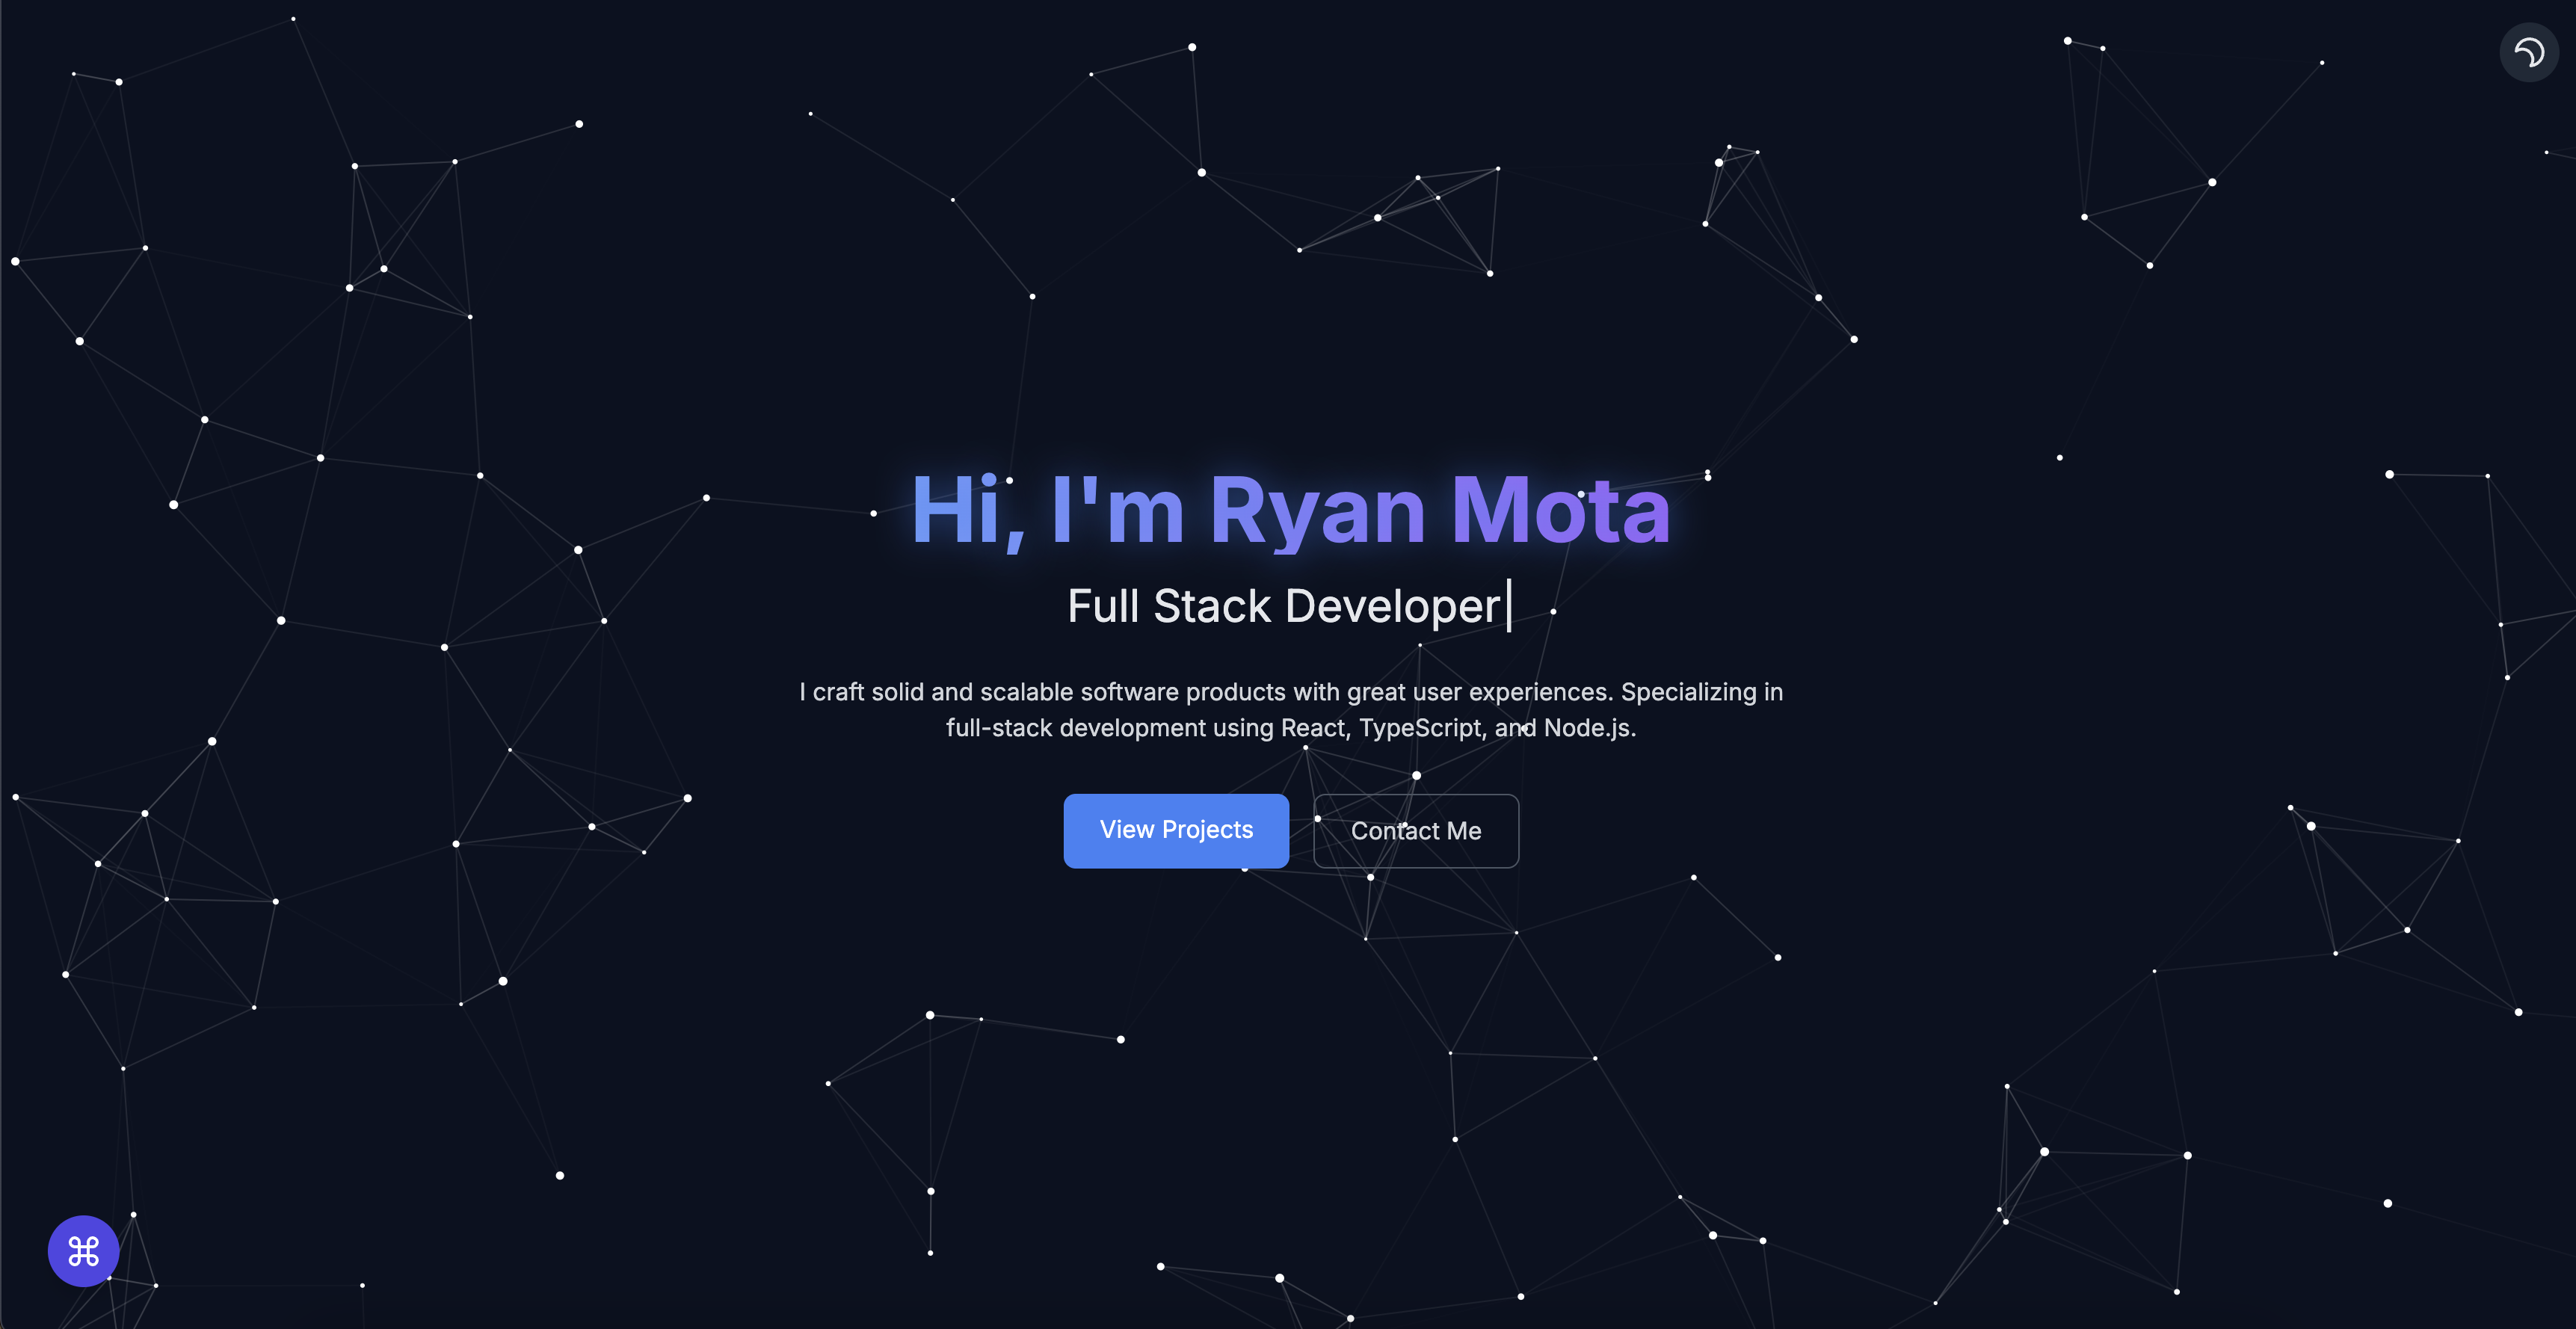 Hi, I'm Ryan Mota
Full Stack Developer|
I craft solid and scalable software products with great user experiences. Specializing in
full-stack development using React, TypeScript, and Node.js.
View Projects
Contact Me